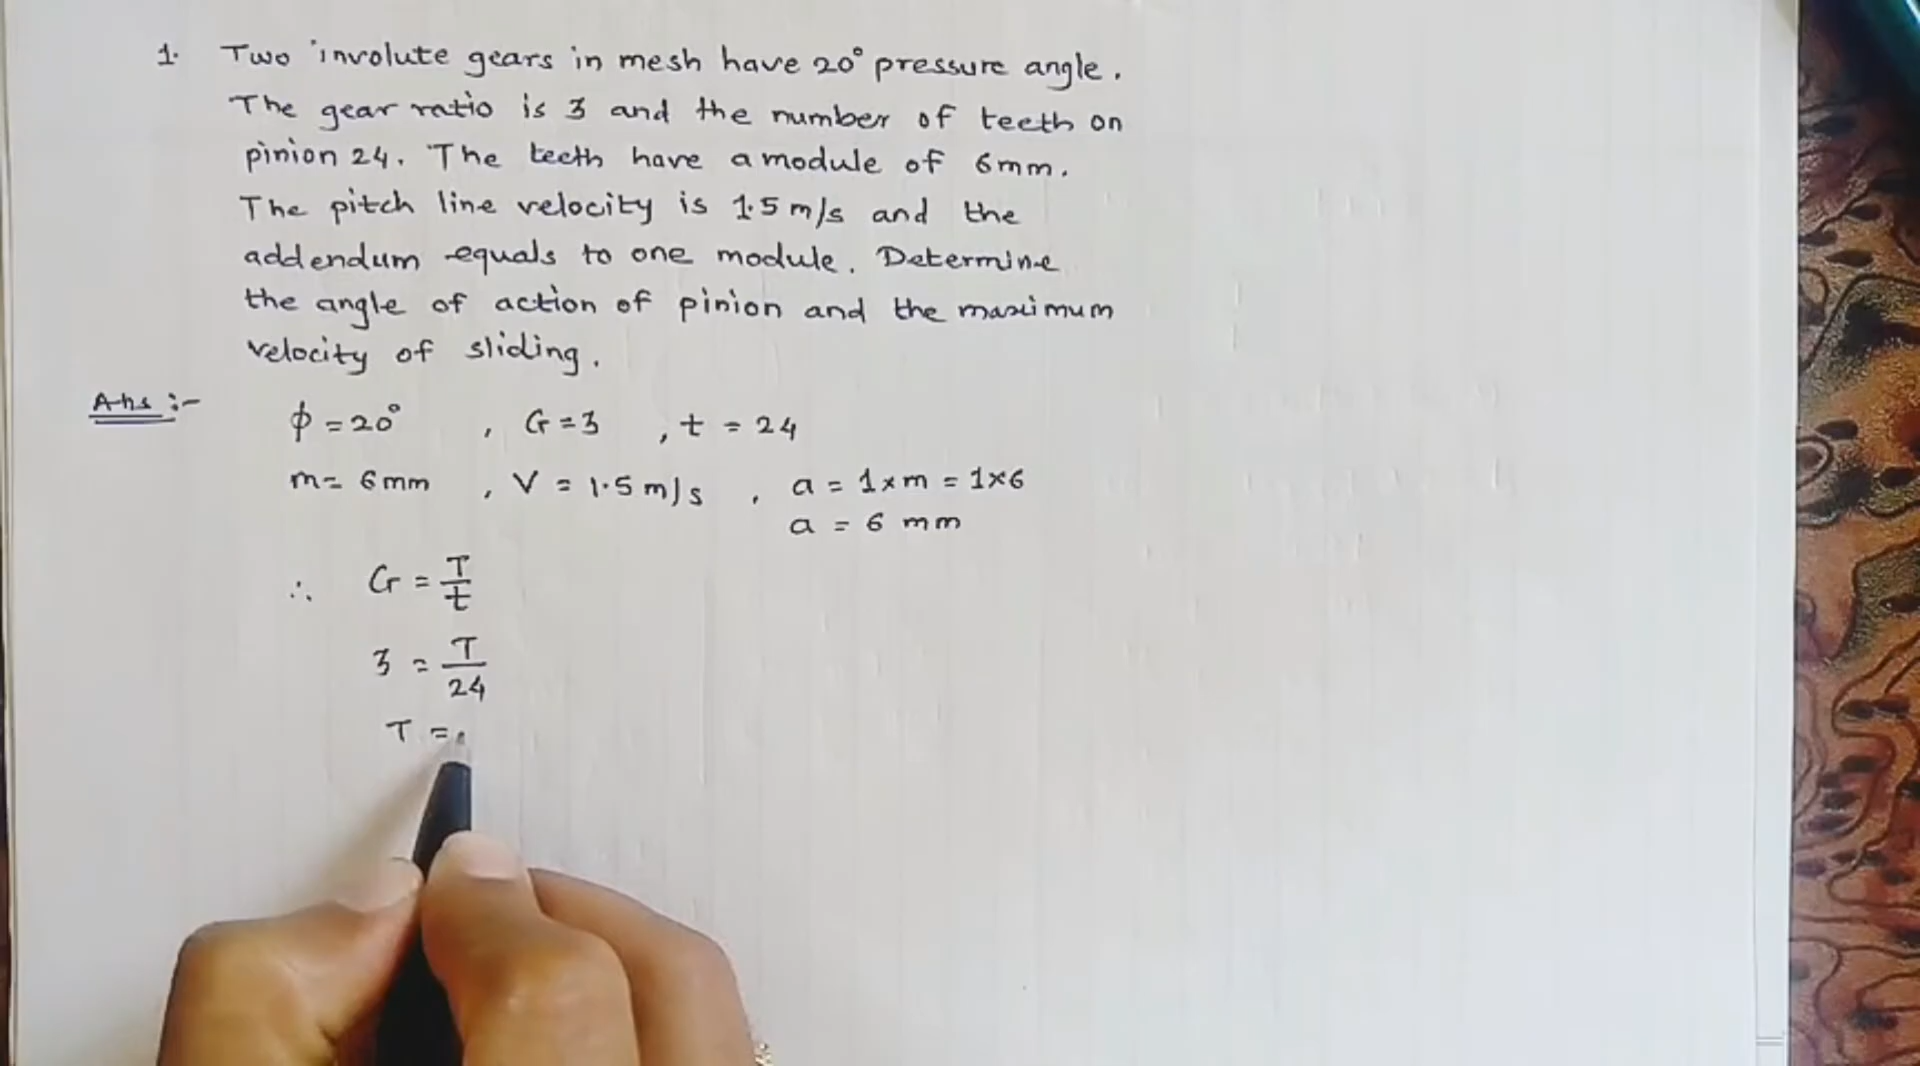 1. Two involute gears in mesh have 20° pressure angle.
The gear ratio is 3 and the number of teeth on
pinion 24. The teeth have a module of 6mm.
The pitch line velocity is 1.5 m/s and the
addendum equals to one module. Determine
the angle of action of pinion and the maximum
velocity of sliding.
Ans :- ϕ = 20° , G = 3 , t = 24
m = 6 mm , V = 1.5 m/s , a = 1 × m = 1×6
a = 6 mm
∴ G = T/t
3 = T/24
T =